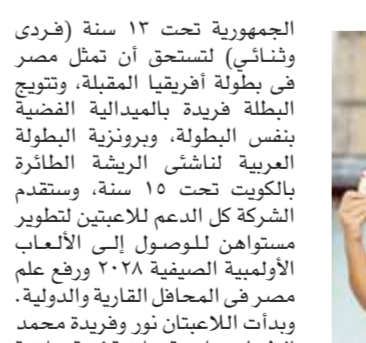 الجمهورية تحت ١٣ سنة (فردى
وثنائي) لتستحق أن تمثل مصر
فى بطولة أفريقيا المقبلة، وتتويج
البطلة فريدة بالميدالية الفضية
بنفس البطولة، وبرونزية البطولة
العربية لناشئى الريشة الطائرة
بالكويت تحت ١٥ سنة، وستقدم
الشركة كل الدعم للاعبتين لتطوير
مستواهن للوصول إلى الألعاب
الأولمبية الصيفية ٢٠٢٨ ورفع علم
مصر فى المحافل القارية والدولية.
وبدأت اللاعبتان نور وفريدة محمد